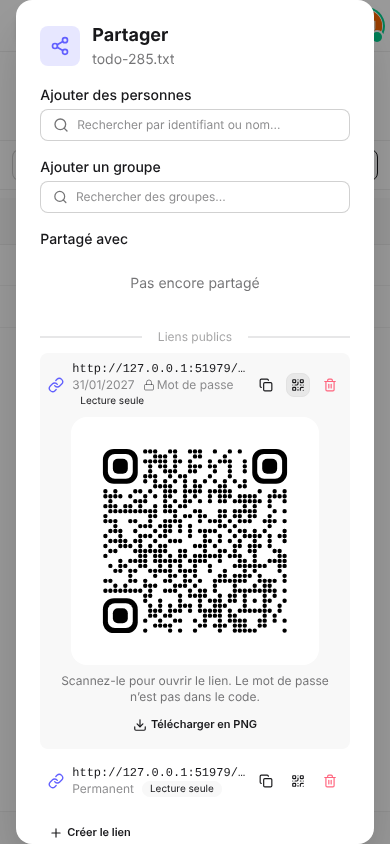 Partager
todo-285.txt
Ajouter des personnes
Rechercher par identifiant ou nom...
Ajouter un groupe
Rechercher des groupes...
Partagé avec
Pas encore partagé
Liens publics
http://127.0.0.1:51979/…
31/01/2027 Mot de passe
Lecture seule
Scannez-le pour ouvrir le lien. Le mot de passe
n'est pas dans le code.
Télécharger en PNG
http://127.0.0.1:51979/…
Permanent Lecture seule
Créer le lien